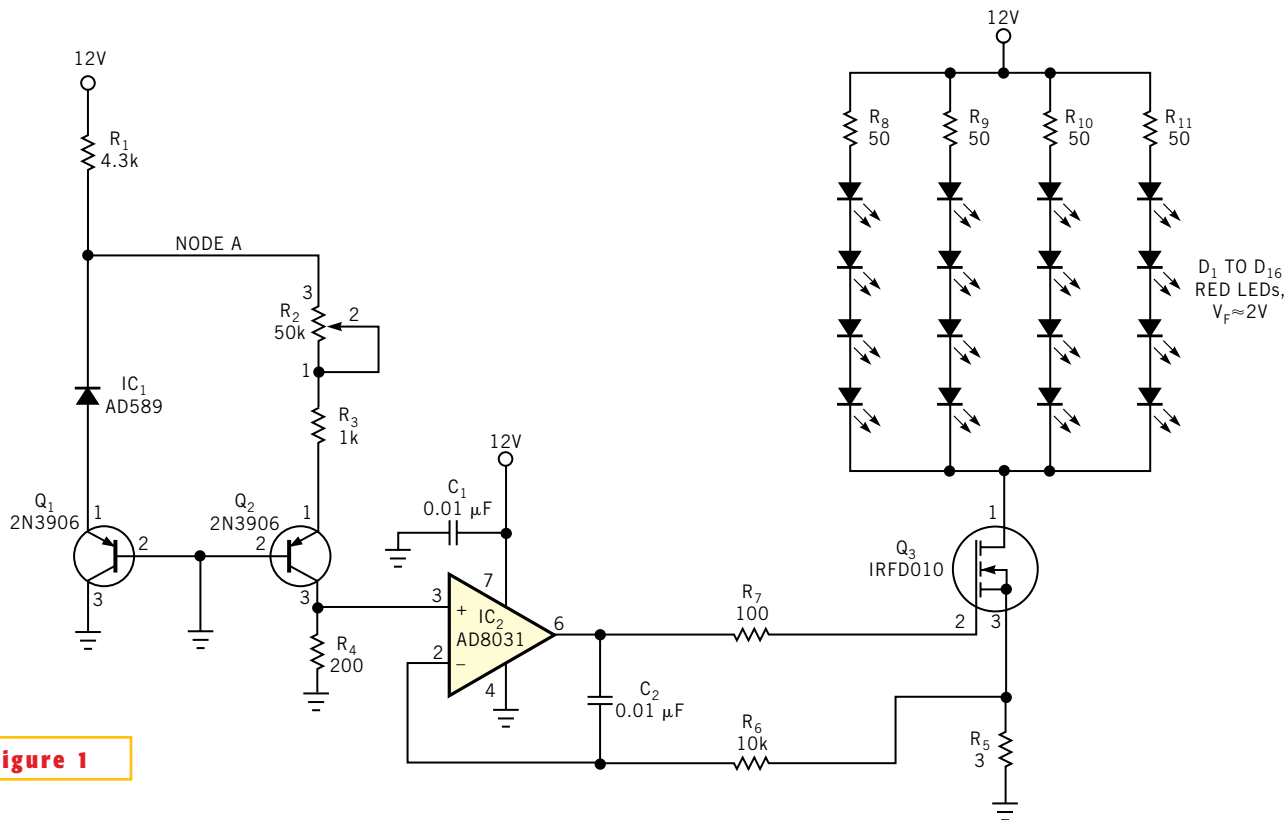 12V
R1
4.3k
NODE A
3
R2
50k
2
1
IC1
AD589
R3
1k
Q1
2N3906
1
2
3
Q2
2N3906
1
2
3
R4
200
12V
C1
0.01 μF
7
3
+
IC2
AD8031
6
2
−
4
C2
0.01 μF
R7
100
R6
10k
12V
R8
50
R9
50
R10
50
R11
50
D1 TO D16
RED LEDs,
VF≈2V
1
Q3
IRFD010
2
3
R5
3
igure 1